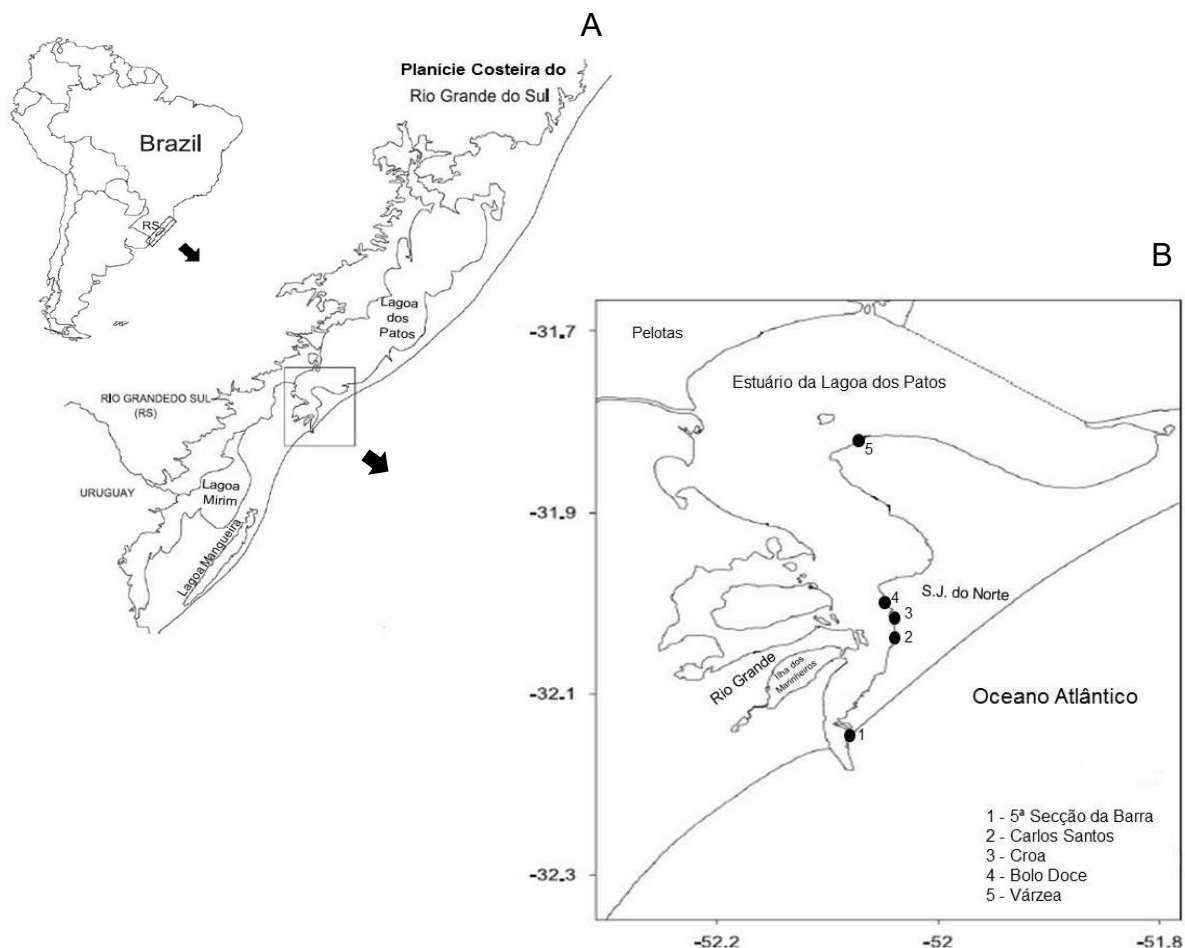 A
Planície Costeira do
Rio Grande do Sul
Brazil
RS
Lagoa
dos
Patos
RIO GRANDEDO SUL
(RS)
URUGUAY
Lagoa
Mirim
Lagoa Mangueira
B
-31.7
-31.9
-32.1
-32.3
Pelotas
Estuário da Lagoa dos Patos
5
S.J. do Norte
4
3
2
Rio Grande
Ilha dos
Marinheiros
Oceano Atlântico
1
1 - 5ª Secção da Barra
2 - Carlos Santos
3 - Croa
4 - Bolo Doce
5 - Várzea
-52.2
-52
-51.8